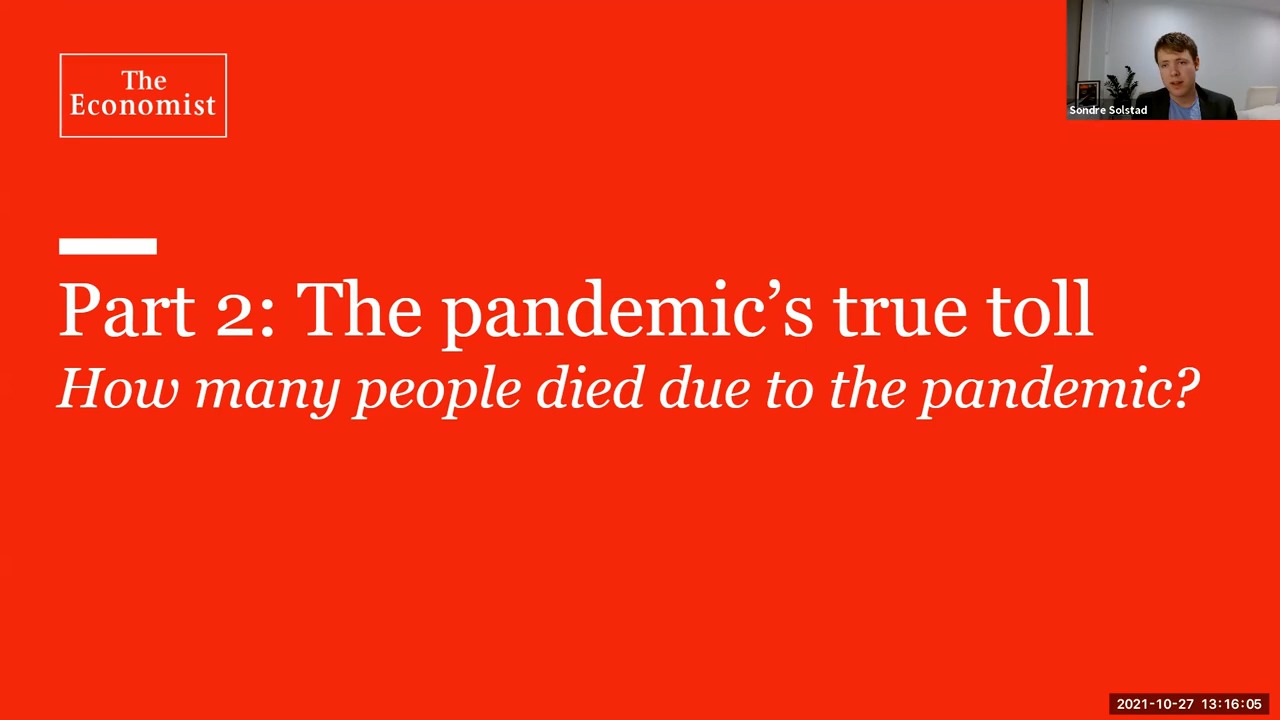 The
Economist
Sondre Solstad
Part 2: The pandemic’s true toll
How many people died due to the pandemic?
2021-10-27 13:16:05